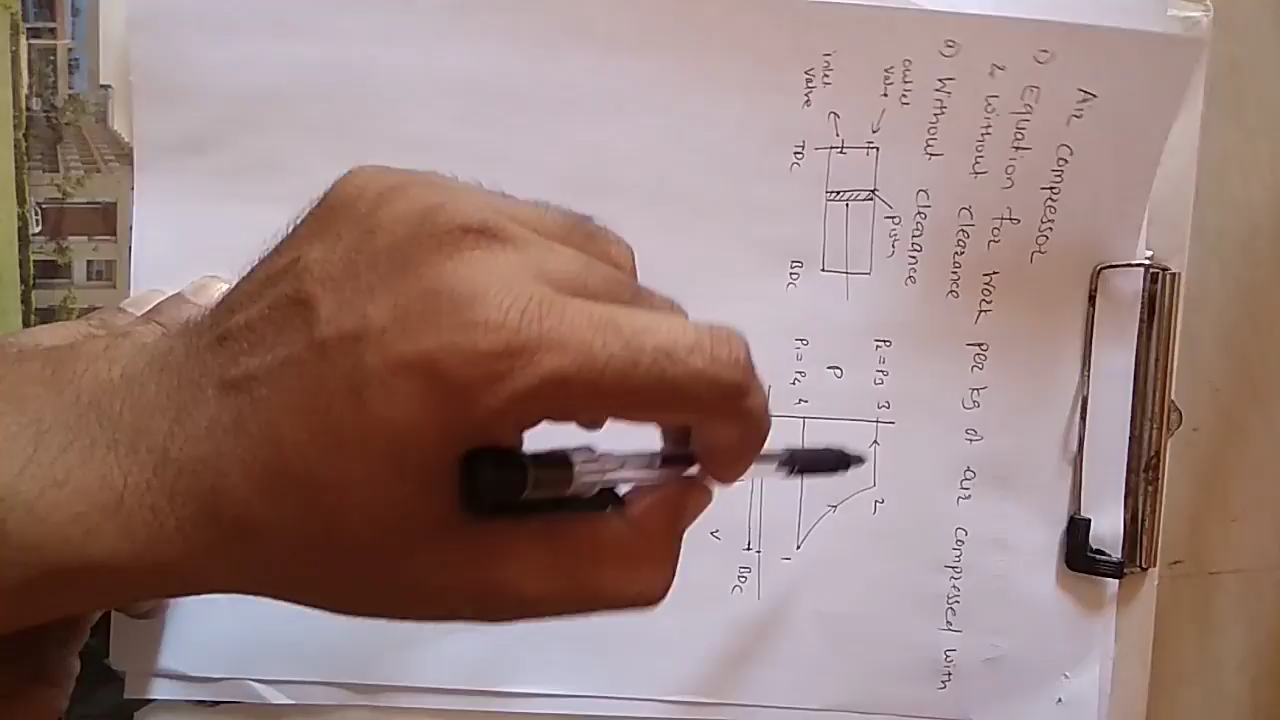 Air compressor
1) Equation for work per kg of air compressed with
& without clearance
a) Without clearance
outlet
valve
inlet
valve
Piston
TDC
BDC
P2 = P3 3
2
P
P1 = P4 4
1
BDC
V